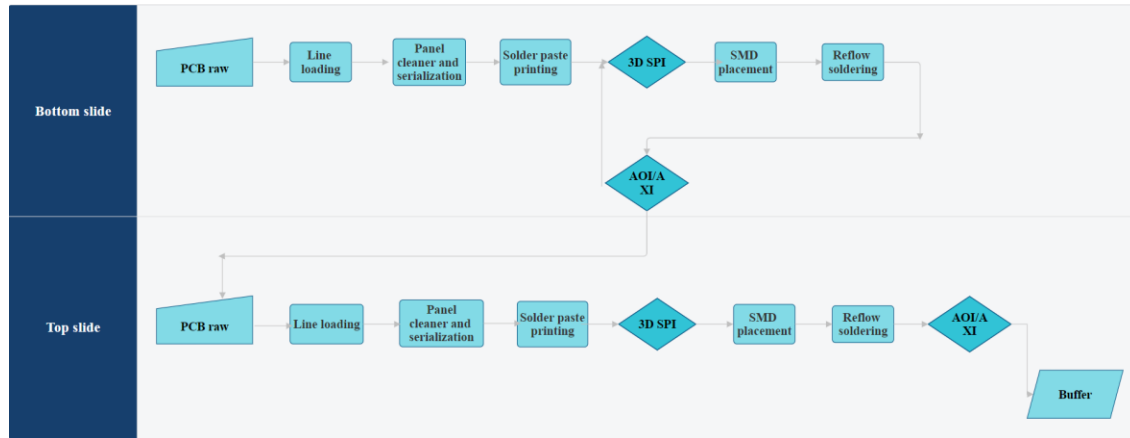 Bottom slide
PCB raw
Line
loading
Panel
cleaner and
serialization
Solder paste
printing
3D SPI
SMD
placement
Reflow
soldering
AOI/A
XI
Top slide
PCB raw
Line loading
Panel
cleaner and
serialization
Solder paste
printing
3D SPI
SMD
placement
Reflow
soldering
AOI/A
XI
Buffer